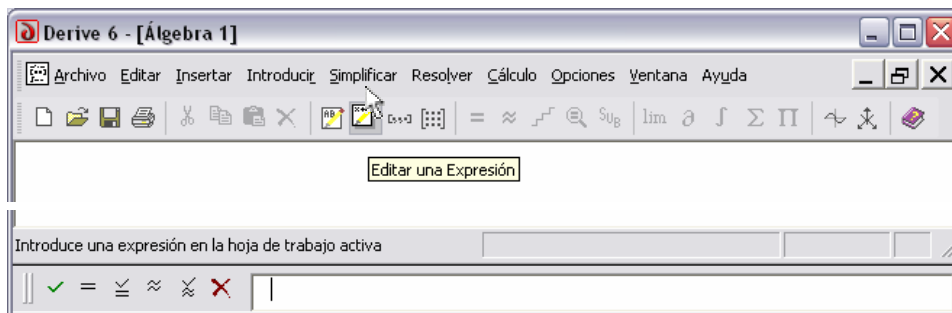 Derive 6 - [Álgebra 1]
Archivo Editar Insertar Introducir Simplificar Resolver Cálculo Opciones Ventana Ayuda
= ≈ SUB lim ∂ ∫ Σ Π
Editar una Expresión
Introduce una expresión en la hoja de trabajo activa